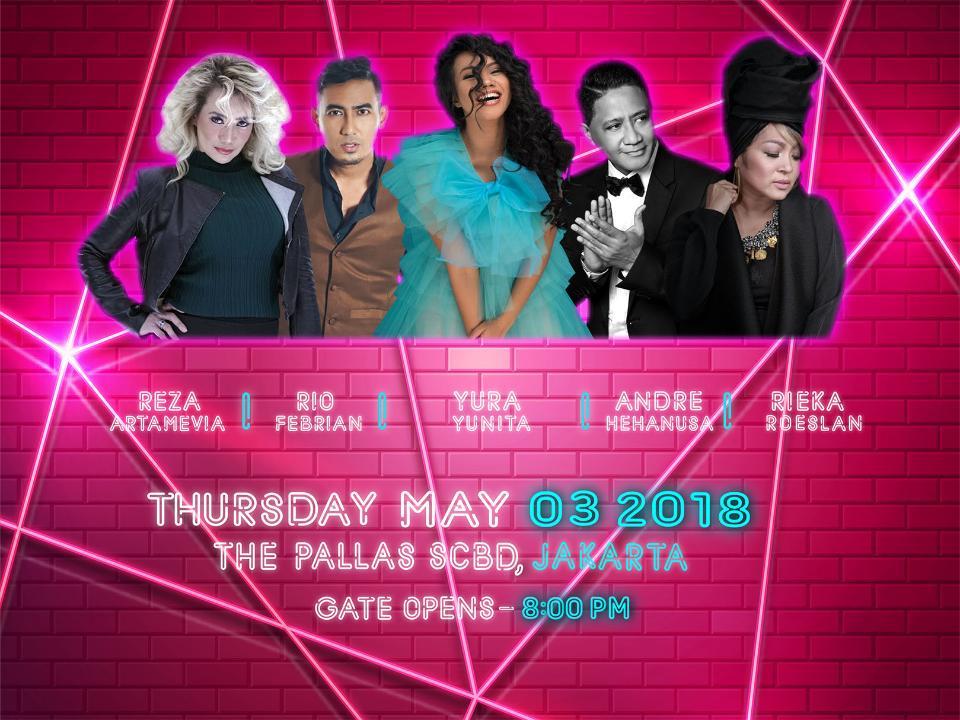 REZA ARTAMEVIA
RIO FEBRIAN
YURA YUNITA
ANDRE HEHANUSA
RIEKA ROESLAN
THURSDAY MAY 03 2018
THE PALLAS SCBD, JAKARTA
GATE OPENS - 8:00 PM